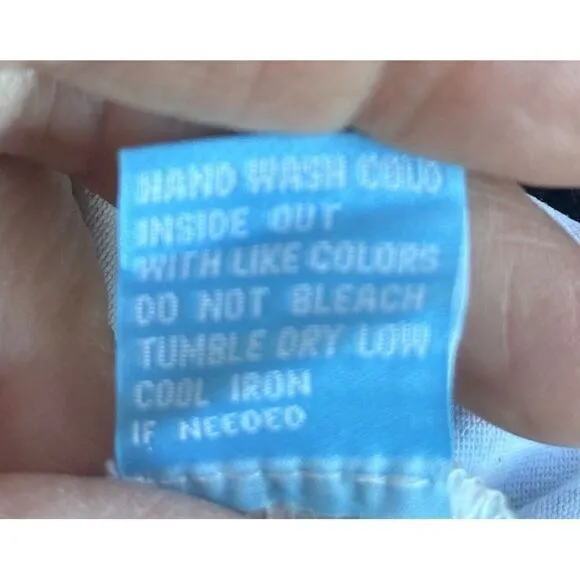 HAND WASH COLD
INSIDE OUT
WITH LIKE COLORS
DO NOT BLEACH
TUMBLE DRY LOW
COOL IRON
IF NEEDED